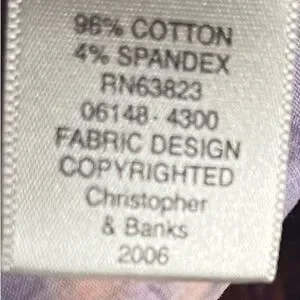 96% COTTON
4% SPANDEX
RN63823
06148-4300
FABRIC DESIGN
COPYRIGHTED
Christopher
& Banks
2006